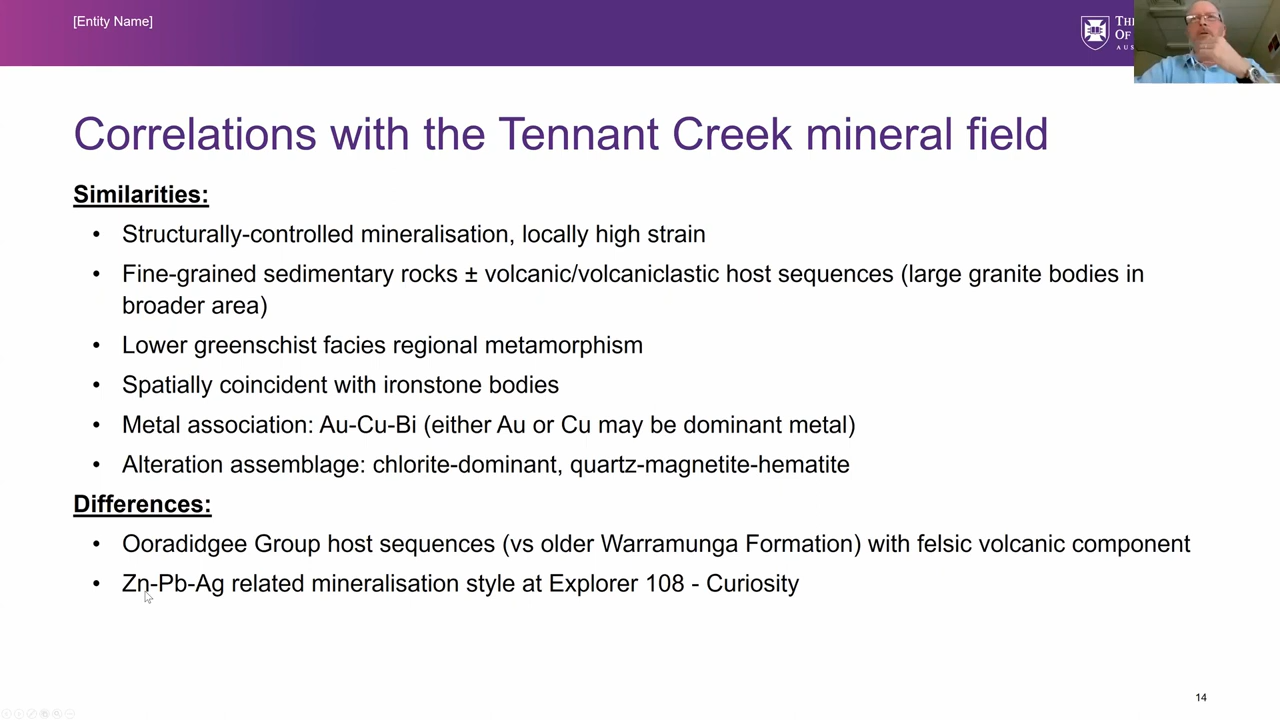 [Entity Name]
TH
OF
AUS
Correlations with the Tennant Creek mineral field
Similarities:
• Structurally-controlled mineralisation, locally high strain
• Fine-grained sedimentary rocks ± volcanic/volcaniclastic host sequences (large granite bodies in
broader area)
• Lower greenschist facies regional metamorphism
• Spatially coincident with ironstone bodies
• Metal association: Au-Cu-Bi (either Au or Cu may be dominant metal)
• Alteration assemblage: chlorite-dominant, quartz-magnetite-hematite
Differences:
• Ooradidgee Group host sequences (vs older Warramunga Formation) with felsic volcanic component
• Zn-Pb-Ag related mineralisation style at Explorer 108 - Curiosity
14